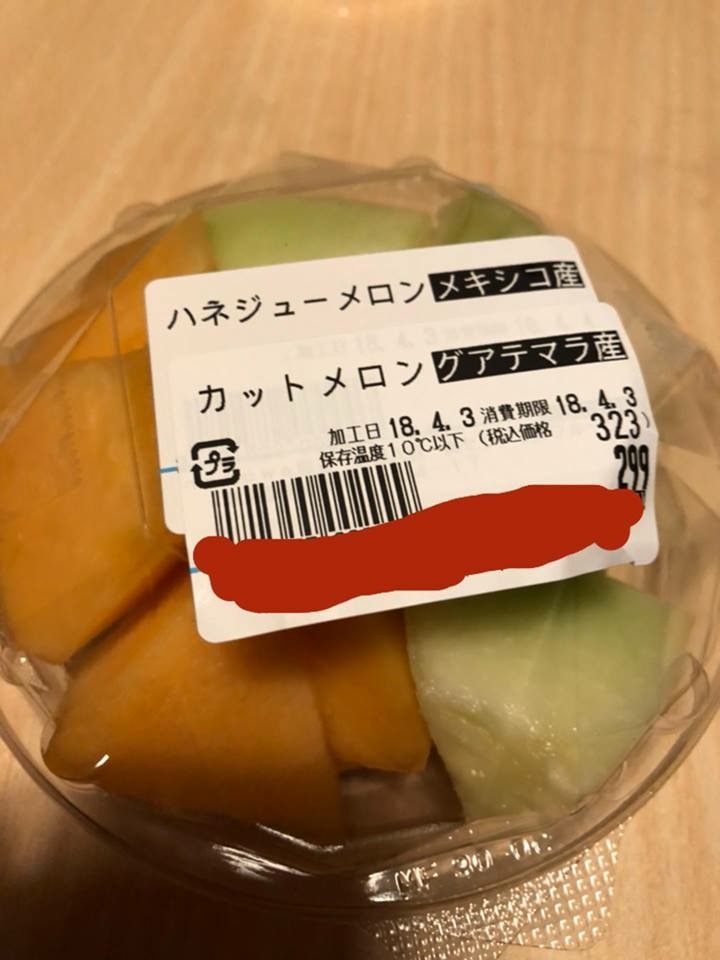 ハネジューメロン メキシコ産
カットメロン グアテマラ産
加工日 18. 4. 3 消費期限 18. 4. 3
保存温度10℃以下 (税込価格 323)
プラ
299